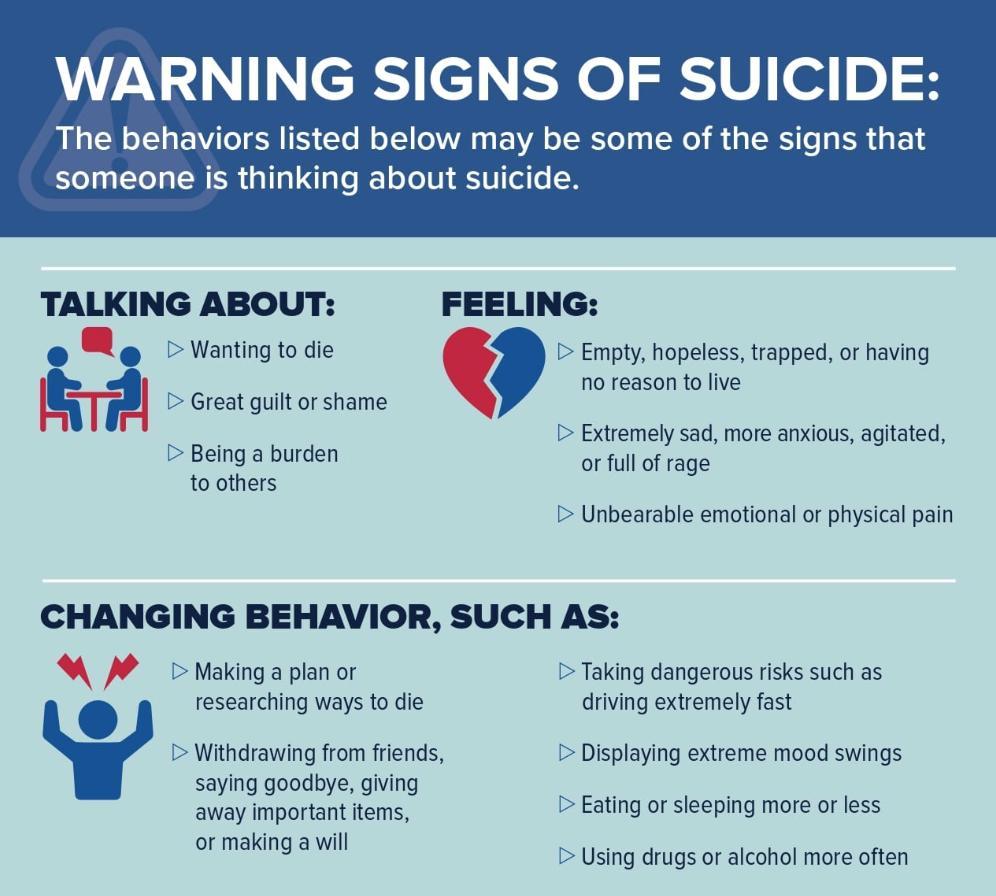 WARNING SIGNS OF SUICIDE:
The behaviors listed below may be some of the signs that
someone is thinking about suicide.
TALKING ABOUT:
▷ Wanting to die
▷ Great guilt or shame
▷ Being a burden
to others
FEELING:
▷ Empty, hopeless, trapped, or having
no reason to live
▷ Extremely sad, more anxious, agitated,
or full of rage
▷ Unbearable emotional or physical pain
CHANGING BEHAVIOR, SUCH AS:
▷ Making a plan or
researching ways to die
▷ Withdrawing from friends,
saying goodbye, giving
away important items,
or making a will
▷ Taking dangerous risks such as
driving extremely fast
▷ Displaying extreme mood swings
▷ Eating or sleeping more or less
▷ Using drugs or alcohol more often